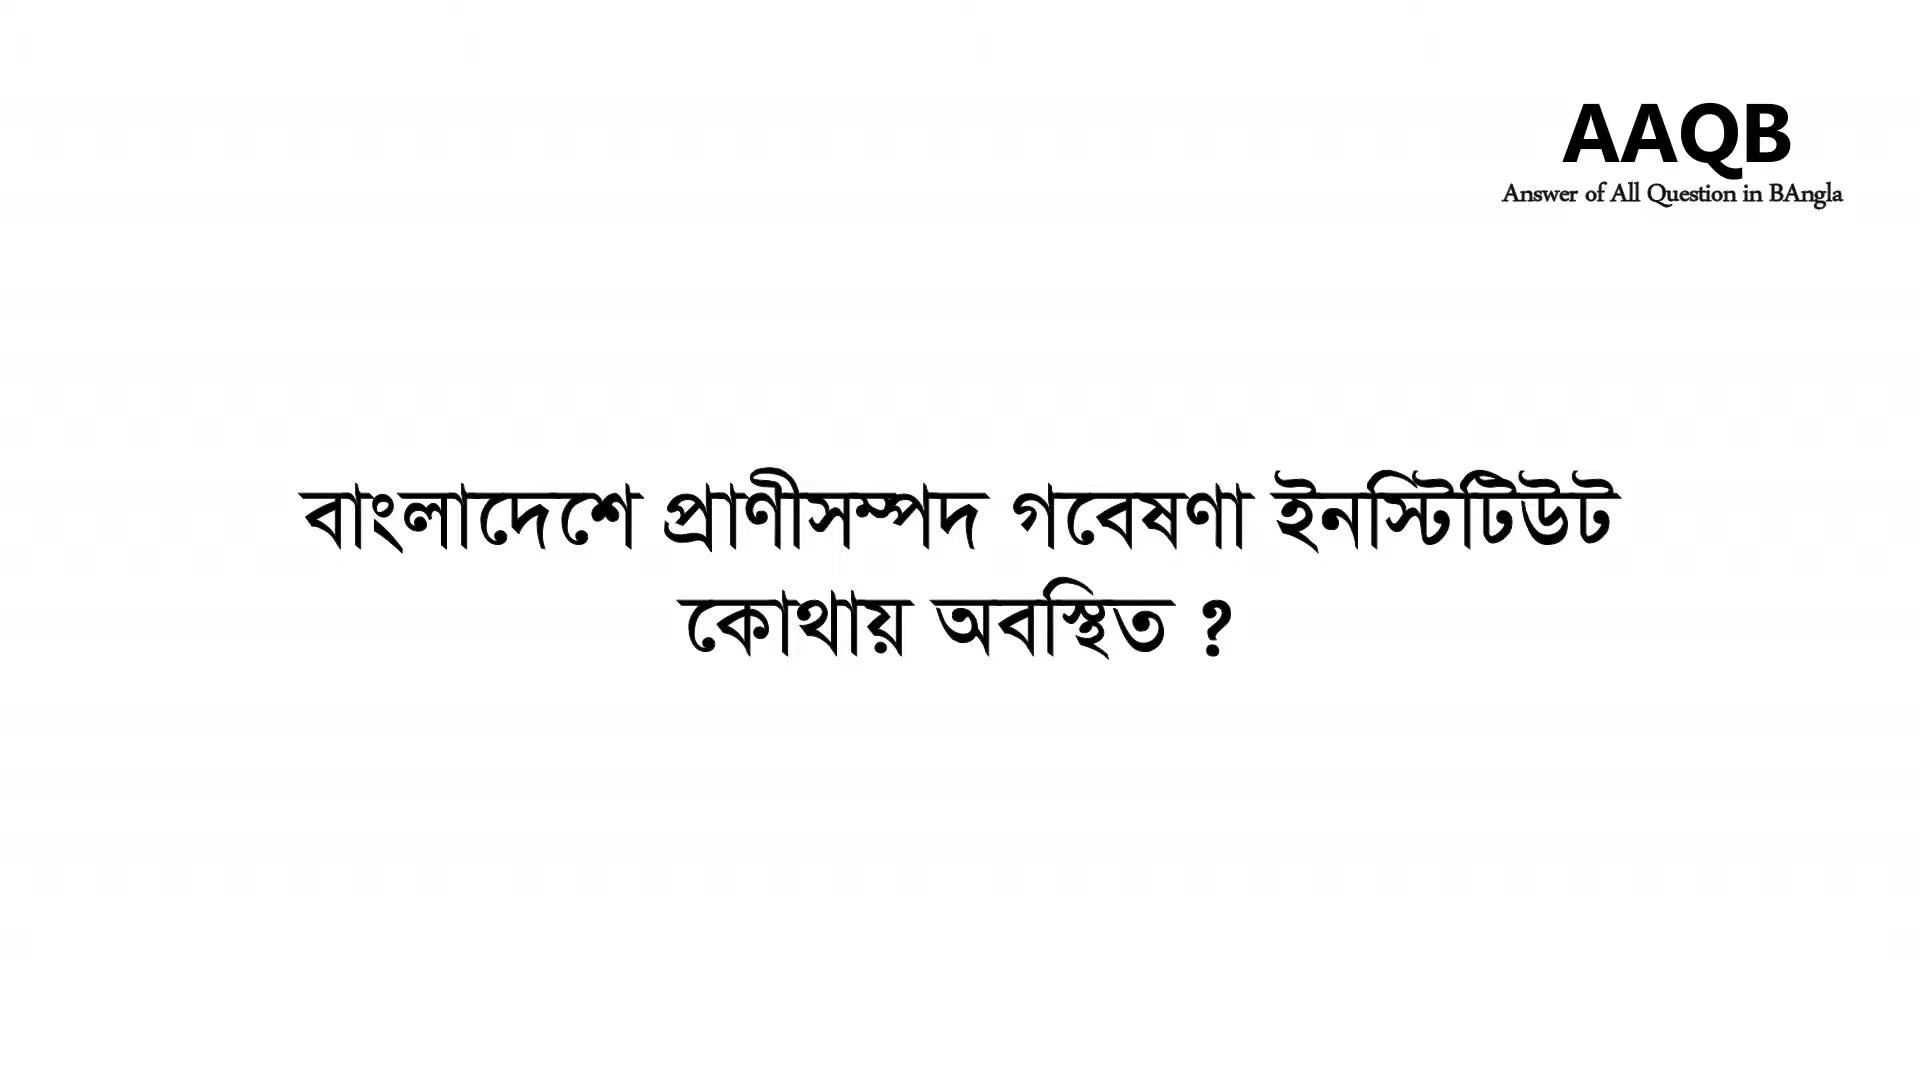 AAQB
Answer of All Question in BAngla
বাংলাদেশে প্রাণীসম্পদ গবেষণা ইনস্টিটিউট
কোথায় অবস্থিত ?